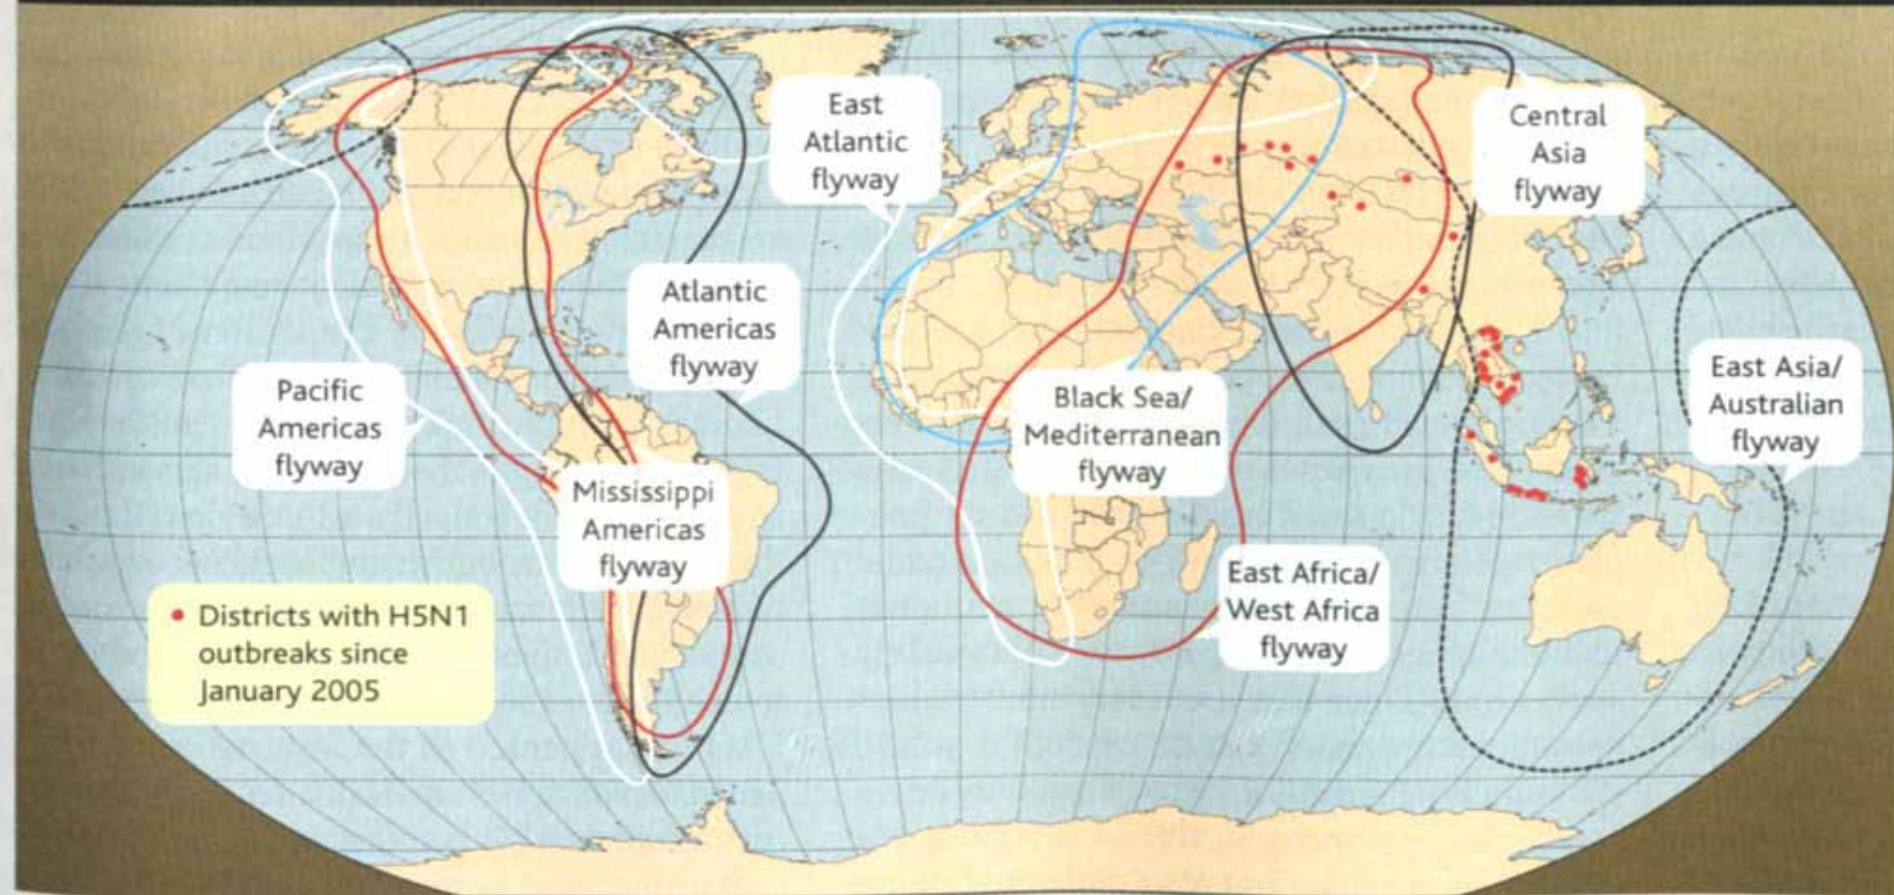 East
Atlantic
flyway
Central
Asia
flyway
Atlantic
Americas
flyway
Pacific
Americas
flyway
Black Sea/
Mediterranean
flyway
East Asia/
Australian
flyway
Mississippi
Americas
flyway
East Africa/
West Africa
flyway
• Districts with H5N1
outbreaks since
January 2005